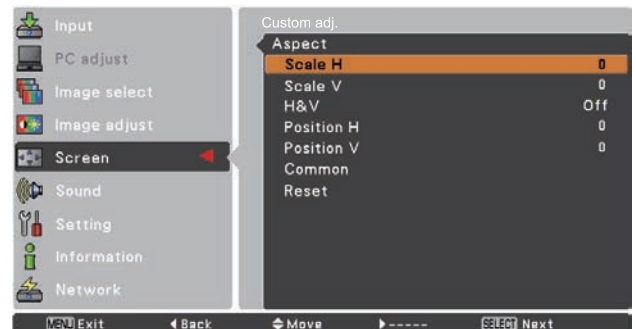 Input
PC adjust
Image select
Image adjust
Screen
Sound
Setting
Information
Network
Custom adj.
Aspect
Scale H 0
Scale V 0
H&V Off
Position H 0
Position V 0
Common
Reset
MENU Exit ◀Back Move ▶----- SELECT Next